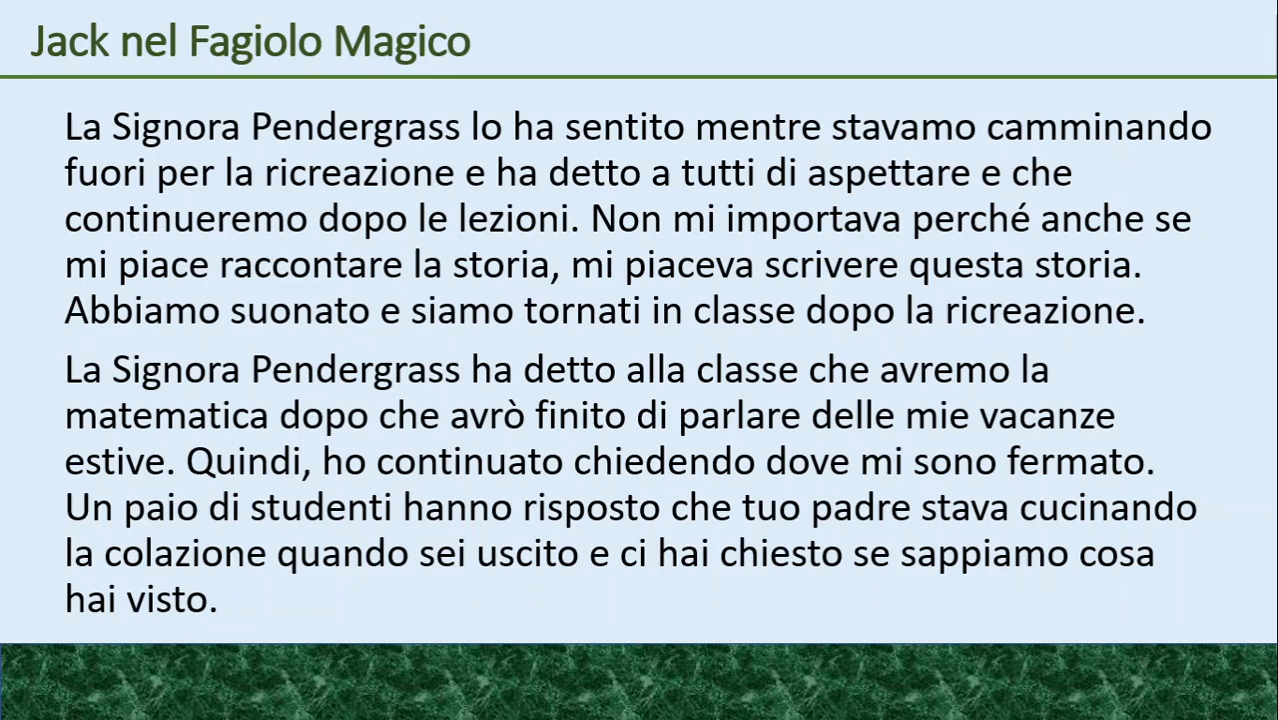 Jack nel Fagiolo Magico
La Signora Pendergrass lo ha sentito mentre stavamo camminando
fuori per la ricreazione e ha detto a tutti di aspettare e che
continueremo dopo le lezioni. Non mi importava perché anche se
mi piace raccontare la storia, mi piaceva scrivere questa storia.
Abbiamo suonato e siamo tornati in classe dopo la ricreazione.
La Signora Pendergrass ha detto alla classe che avremo la
matematica dopo che avrò finito di parlare delle mie vacanze
estive. Quindi, ho continuato chiedendo dove mi sono fermato.
Un paio di studenti hanno risposto che tuo padre stava cucinando
la colazione quando sei uscito e ci hai chiesto se sappiamo cosa
hai visto.